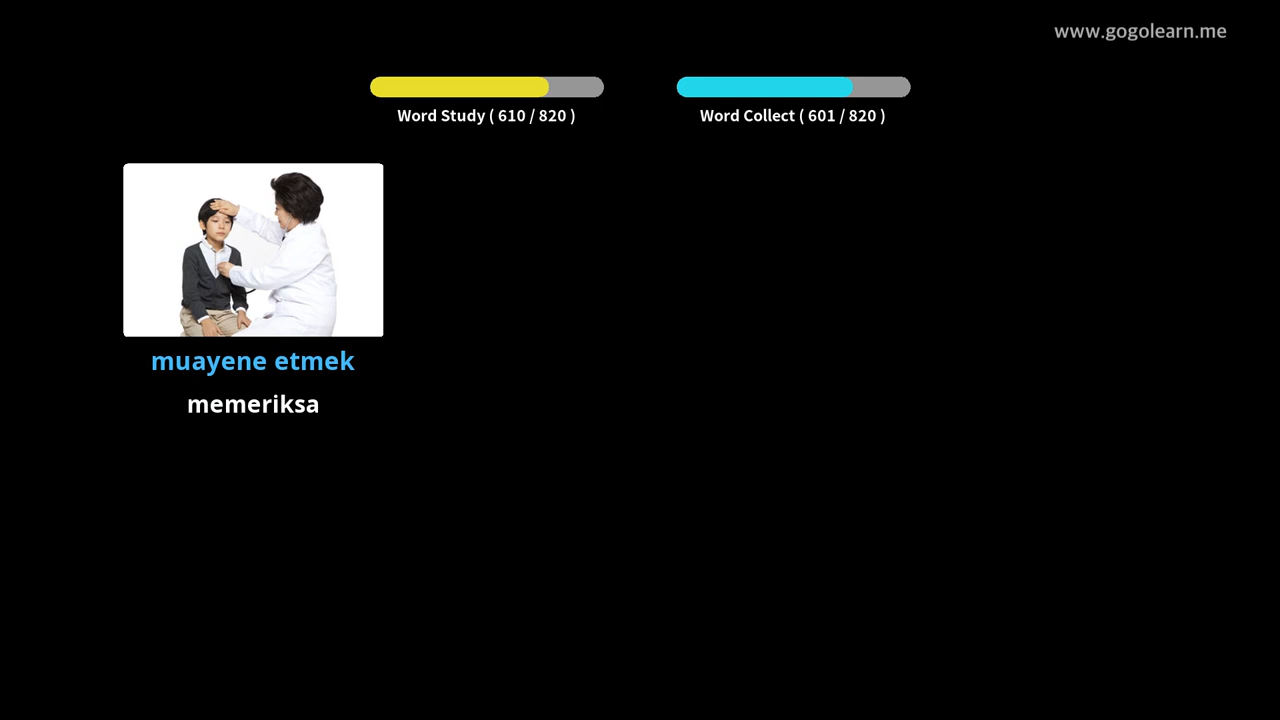 www.gogolearn.me
Word Study ( 610 / 820 )
Word Collect ( 601 / 820 )
muayene etmek
memeriksa